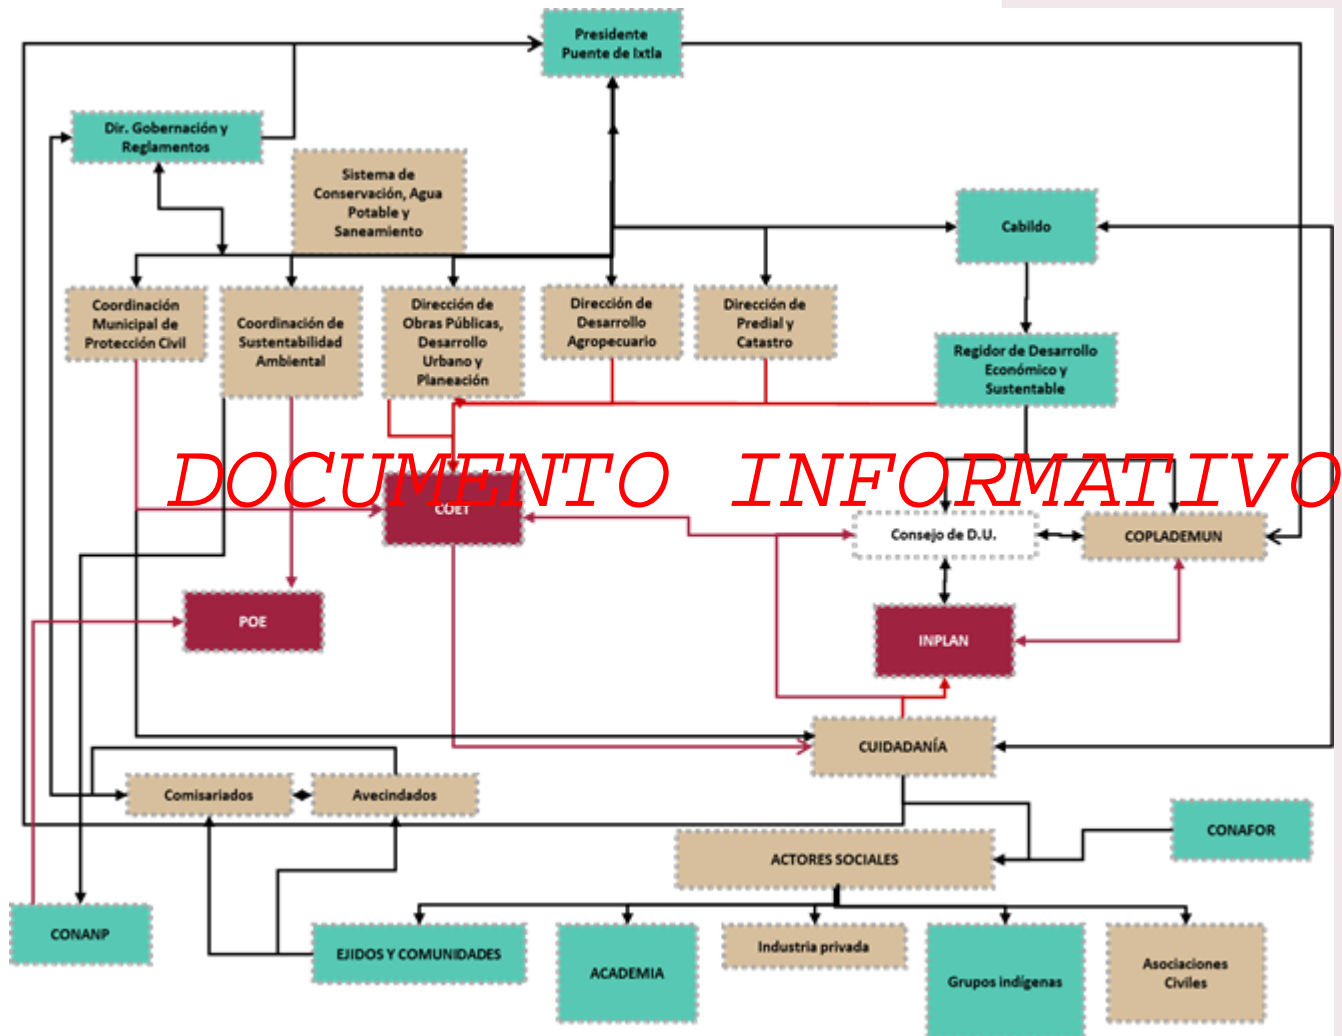 Presidente
Puente de Ixtla
Dir. Gobernación y
Reglamentos
Sistema de
Conservación, Agua
Potable y
Saneamiento
Cabildo
Coordinación
Municipal de
Protección Civil
Coordinación de
Sustentabilidad
Ambiental
Dirección de
Obras Públicas,
Desarrollo
Urbano y
Planeación
Dirección de
Desarrollo
Agropecuario
Dirección de
Predial y
Catastro
Regidor de Desarrollo
Económico y
Sustentable
DOCUMENTO INFORMATIVO
COET
Consejo de D.U.
COPLADEMUN
POE
INPLAN
CUIDADANÍA
Comisariados
Avecindados
CONAFOR
ACTORES SOCIALES
CONANP
EJIDOS Y COMUNIDADES
ACADEMIA
Industria privada
Grupos indígenas
Asociaciones
Civiles